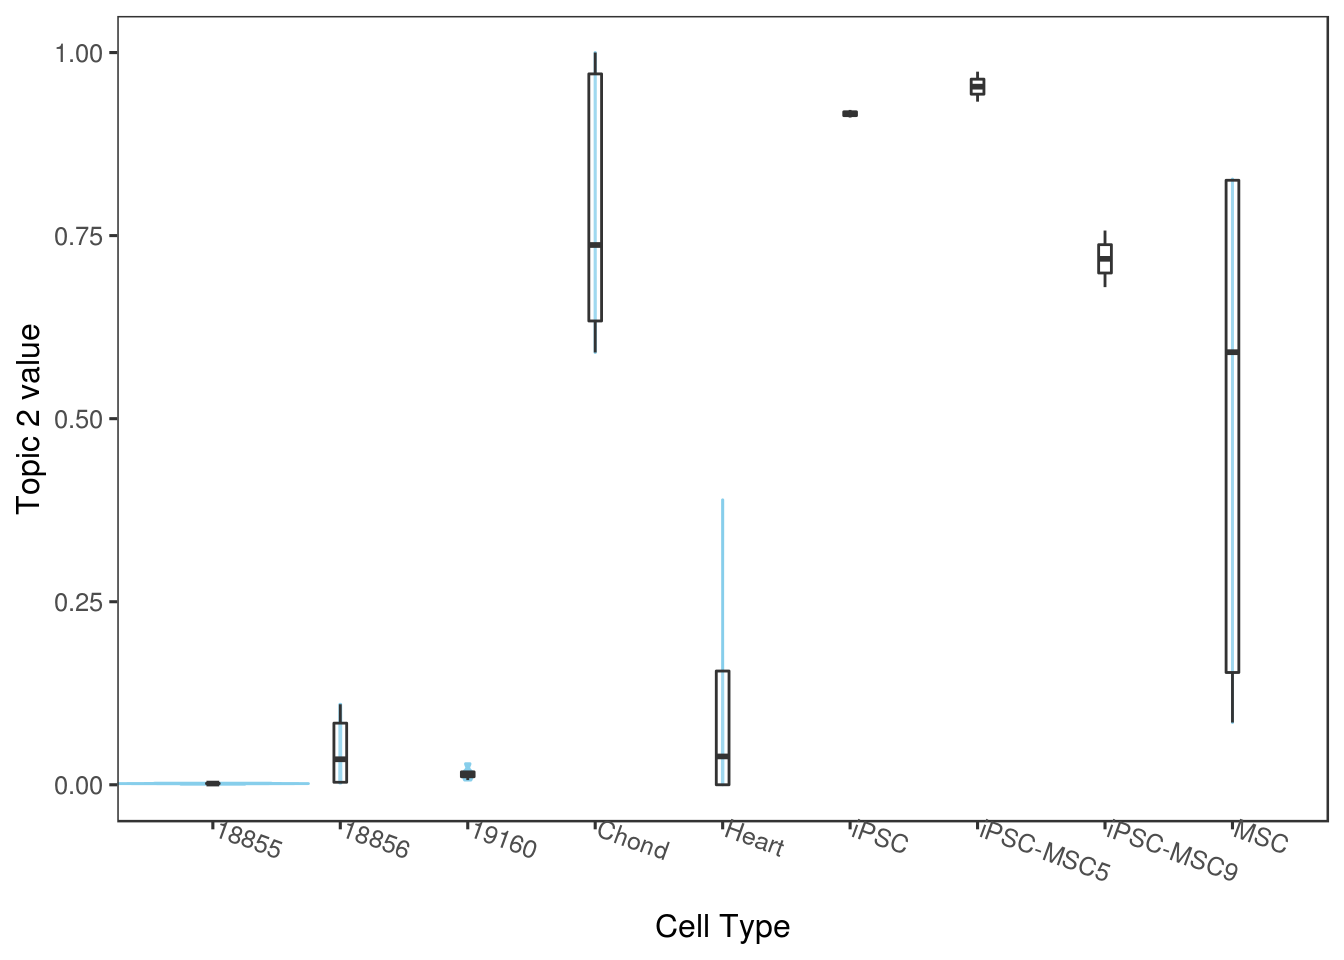 1.00
0.75
0.50
0.25
0.00
Topic 2 value
18855
18856
19160
Chond
Heart
iPSC
iPSC-MSC5
iPSC-MSC9
MSC
Cell Type